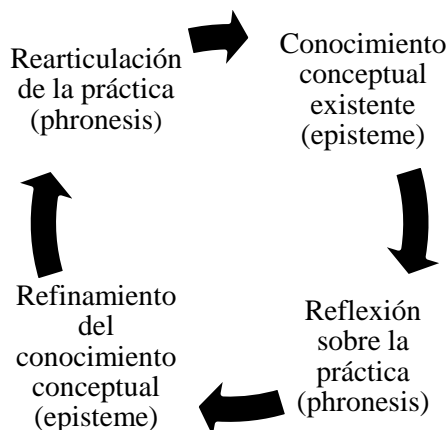 Rearticulación
de la práctica
(phronesis)
Conocimiento
conceptual
existente
(episteme)
Reflexión
sobre la
práctica
(phronesis)
Refinamiento
del
conocimiento
conceptual
(episteme)